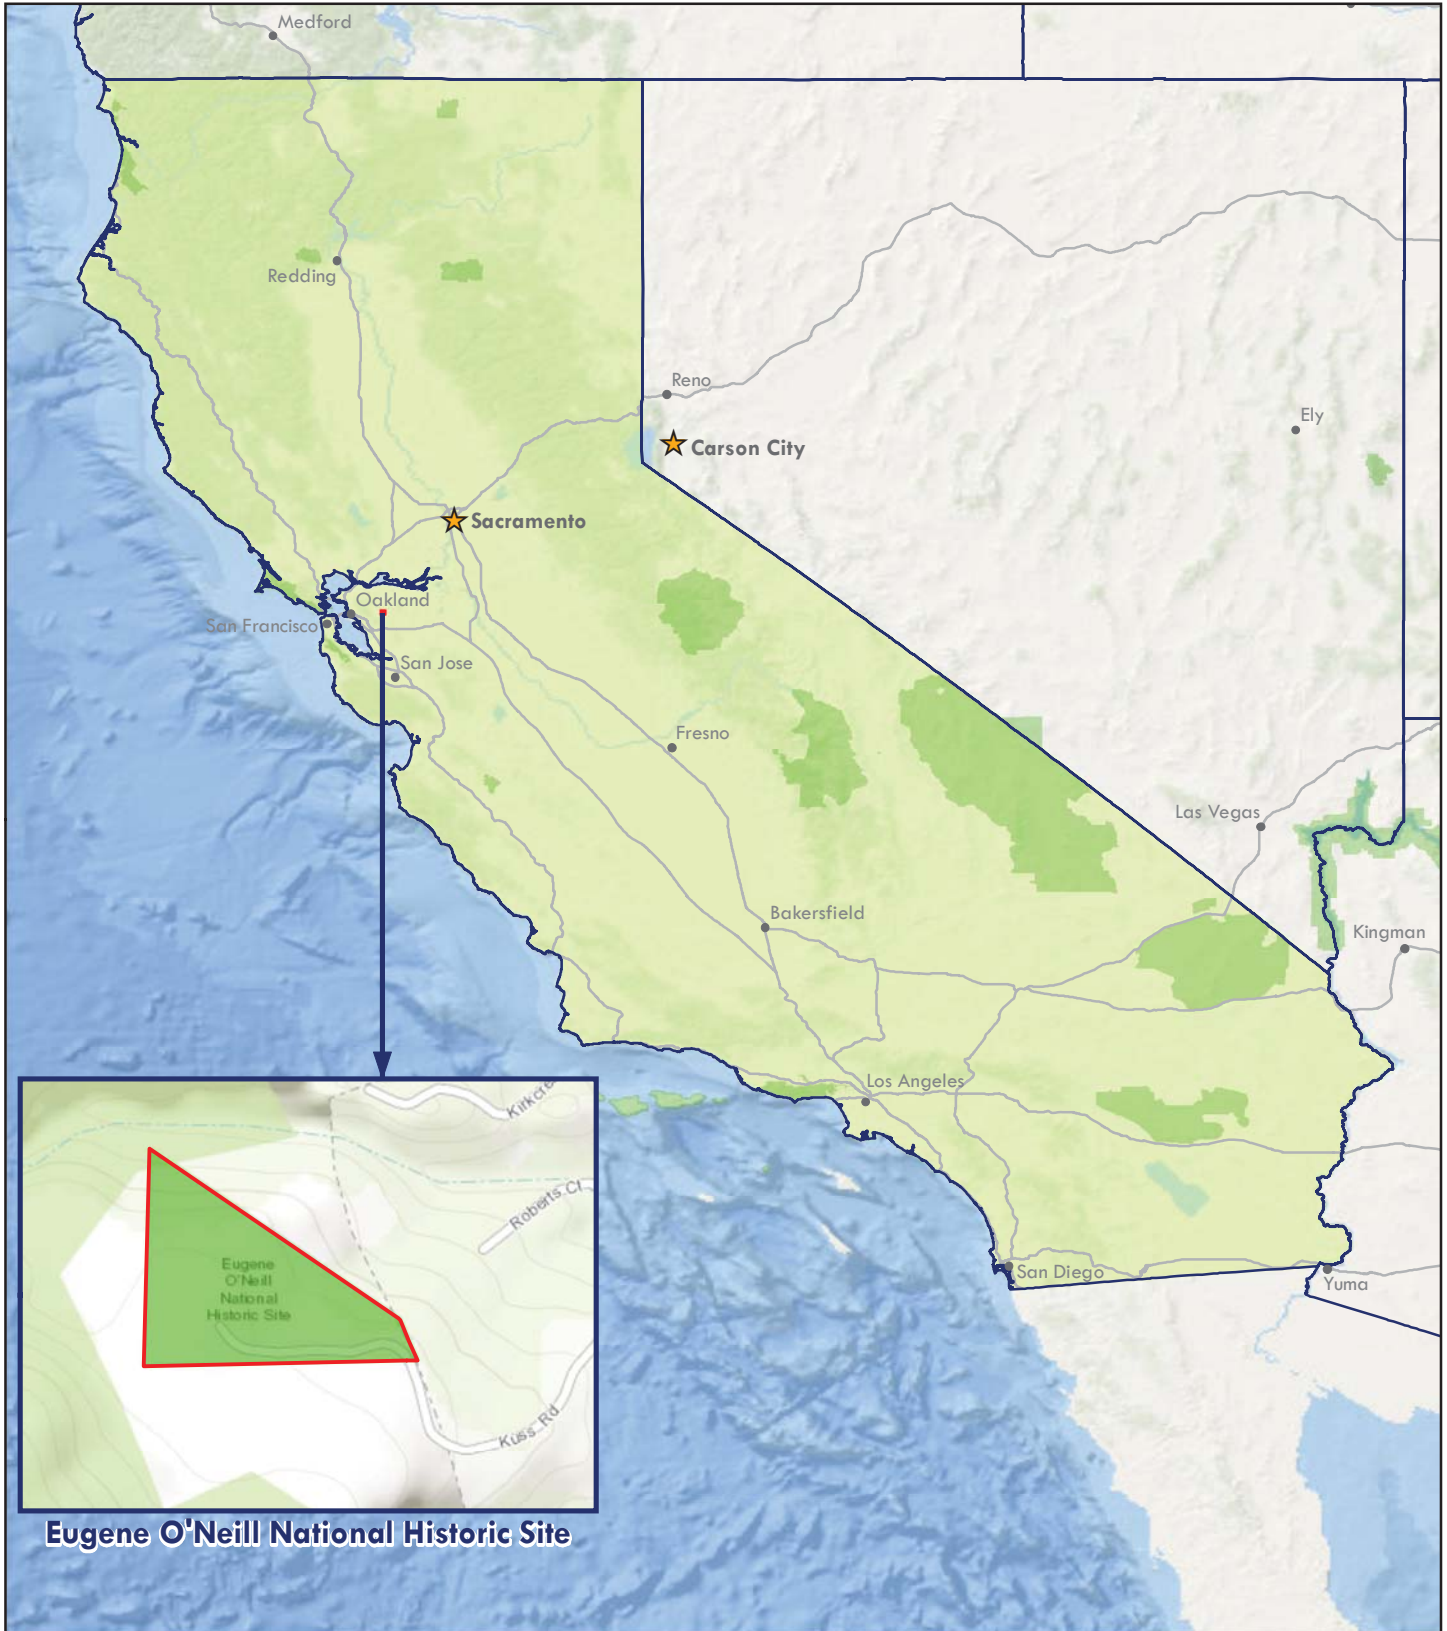 Medford
Redding
Reno
Ely
Carson City
Sacramento
Oakland
San Francisco
San Jose
Fresno
Las Vegas
Bakersfield
Kingman
Los Angeles
San Diego
Yuma
Roberts Ct
Eugene
O'Neill
National
Historic Site
Kuss Rd
Eugene O'Neill National Historic Site